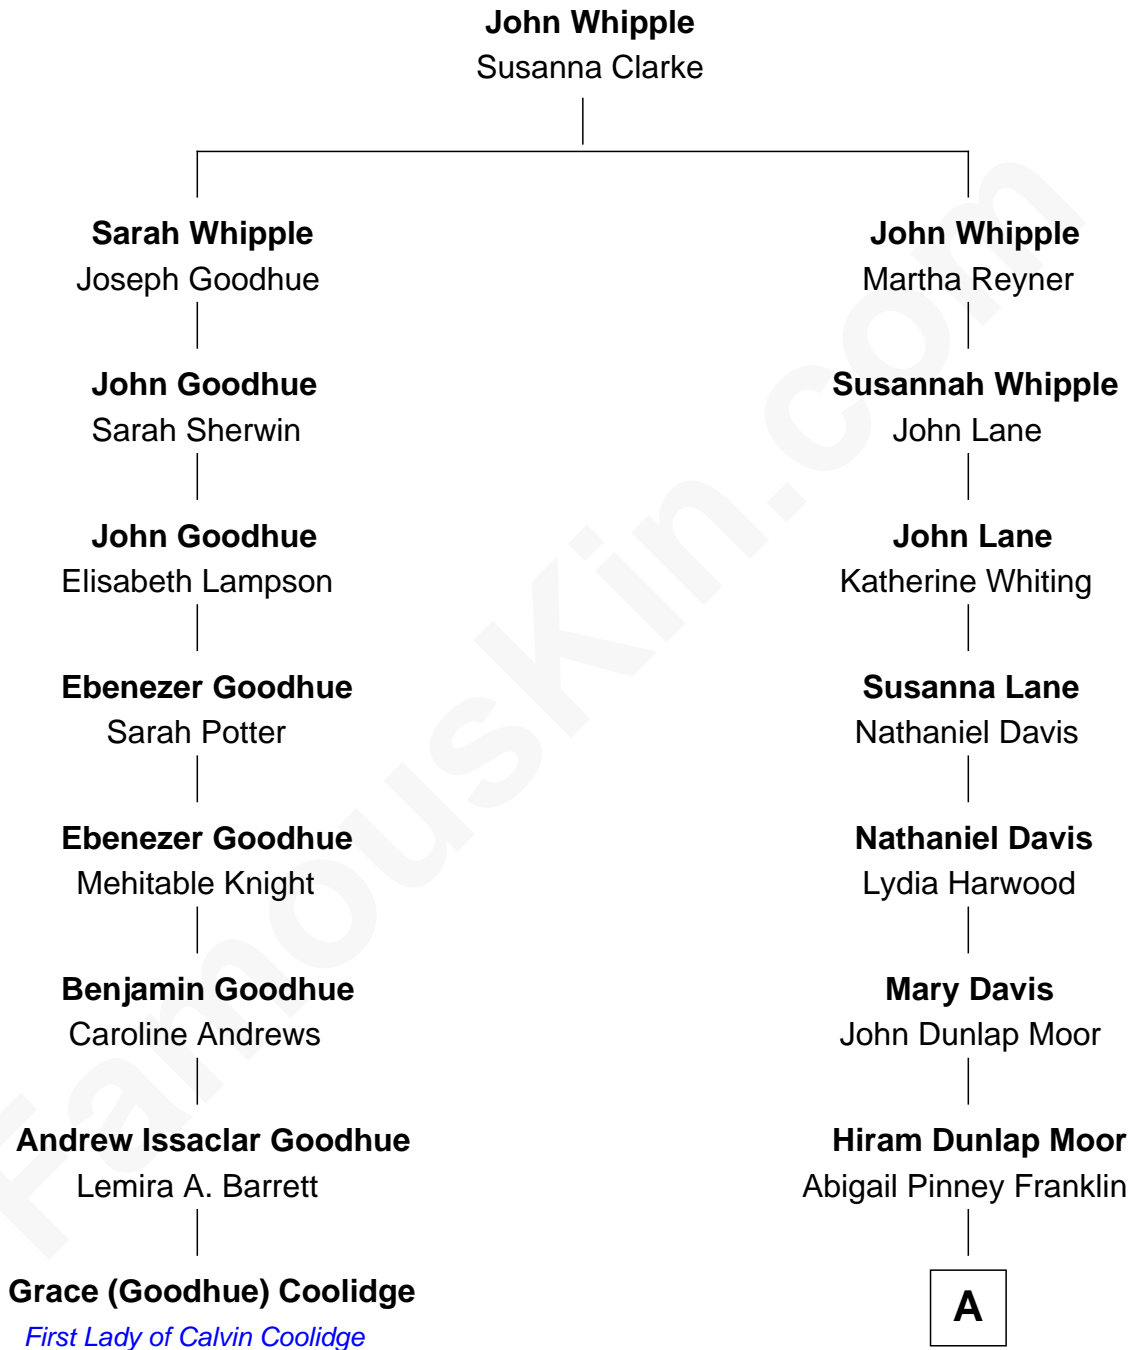 John Whipple
Susanna Clarke
Sarah Whipple
Joseph Goodhue
John Goodhue
Sarah Sherwin
John Goodhue
Elisabeth Lampson
Ebenezer Goodhue
Sarah Potter
Ebenezer Goodhue
Mehitable Knight
Benjamin Goodhue
Caroline Andrews
Andrew Issaclar Goodhue
Lemira A. Barrett
Grace (Goodhue) Coolidge
First Lady of Calvin Coolidge
John Whipple
Martha Reyner
Susannah Whipple
John Lane
John Lane
Katherine Whiting
Susanna Lane
Nathaniel Davis
Nathaniel Davis
Lydia Harwood
Mary Davis
John Dunlap Moor
Hiram Dunlap Moor
Abigail Pinney Franklin
A
FamousKin.com